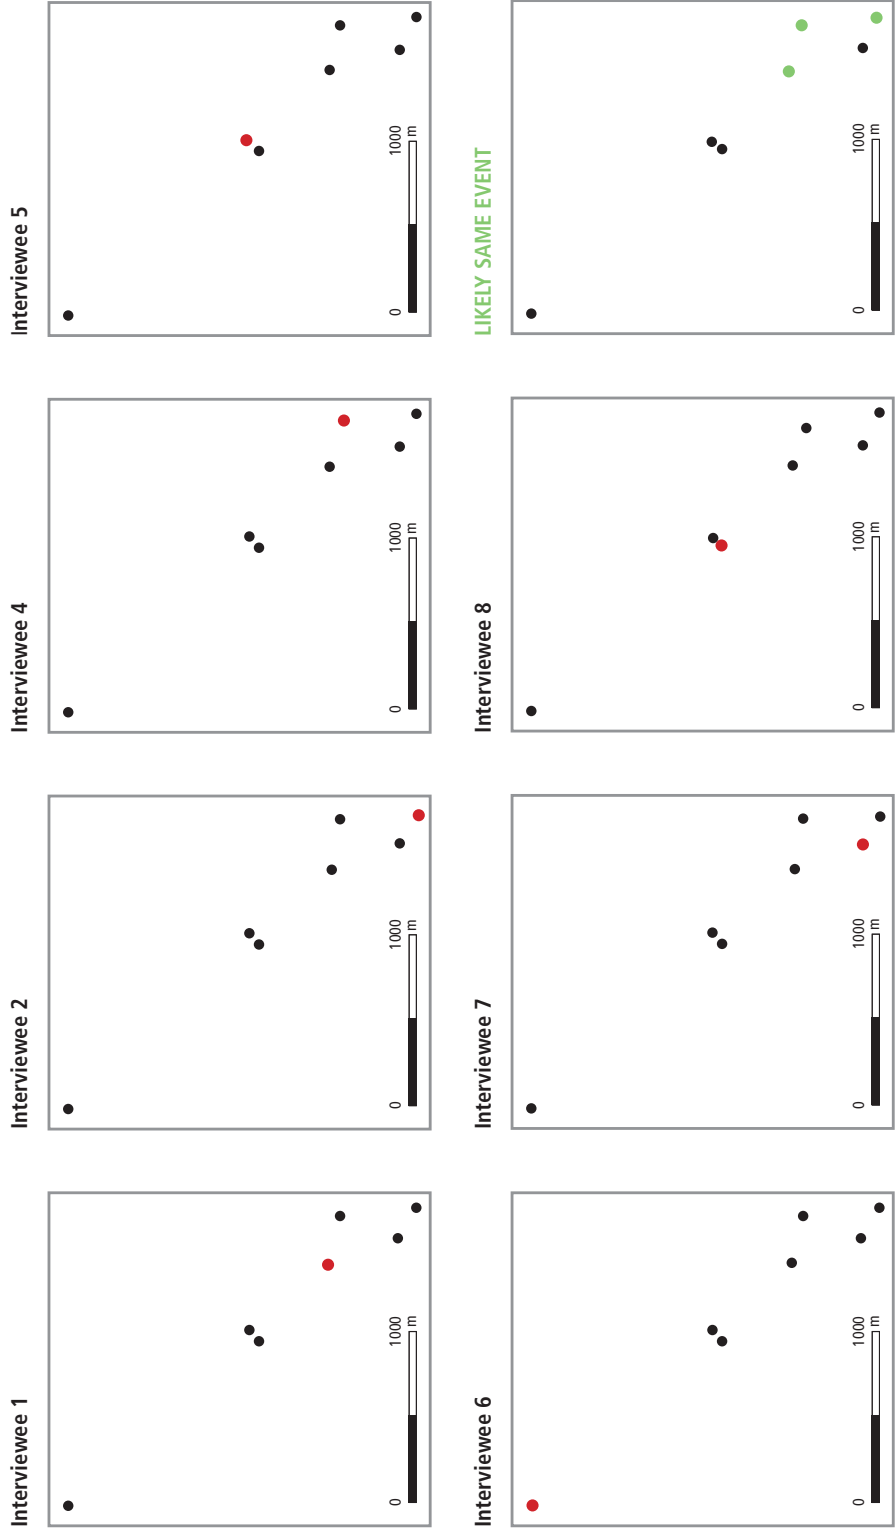 Interviewee 1
0 1000
m
Interviewee 2
0 1000
m
Interviewee 4
0 1000
m
Interviewee 5
0 1000
m
Interviewee 6
0 1000
m
Interviewee 7
0 1000
m
Interviewee 8
0 1000
m
LIKELY SAME EVENT
0 1000
m